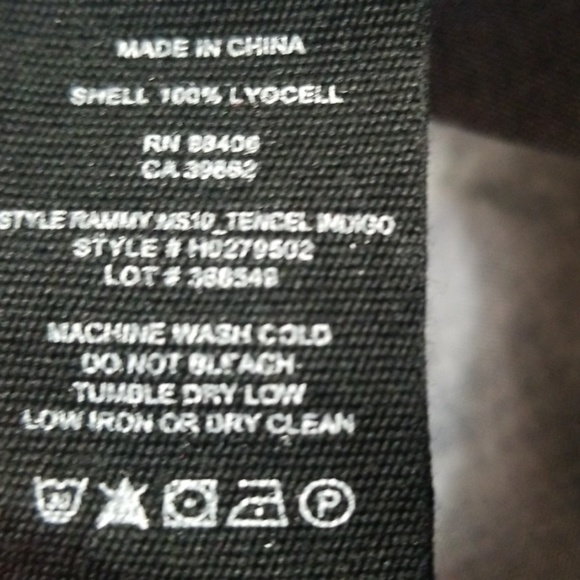 MADE IN CHINA
SHELL 100% LYOCELL
RN 88406
CA 39662
STYLE RAMMY.MS10_TENCEL INDIGO
STYLE # H0279502
LOT # 368548
MACHINE WASH COLD
DO NOT BLEACH
TUMBLE DRY LOW
LOW IRON OR DRY CLEAN
P